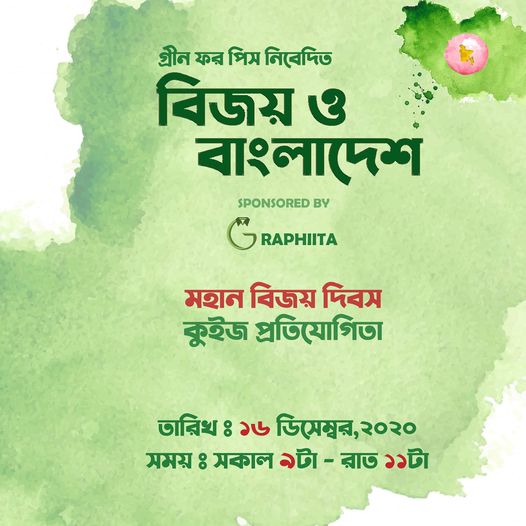 গ্রীন ফর পিস নিবেদিত
বিজয় ও
বাংলাদেশ
SPONSORED BY
GRAPHIITA
মহান বিজয় দিবস
কুইজ প্রতিযোগিতা
তারিখ : ১৬ ডিসেম্বর,২০২০
সময় : সকাল ৯টা - রাত ১১টা